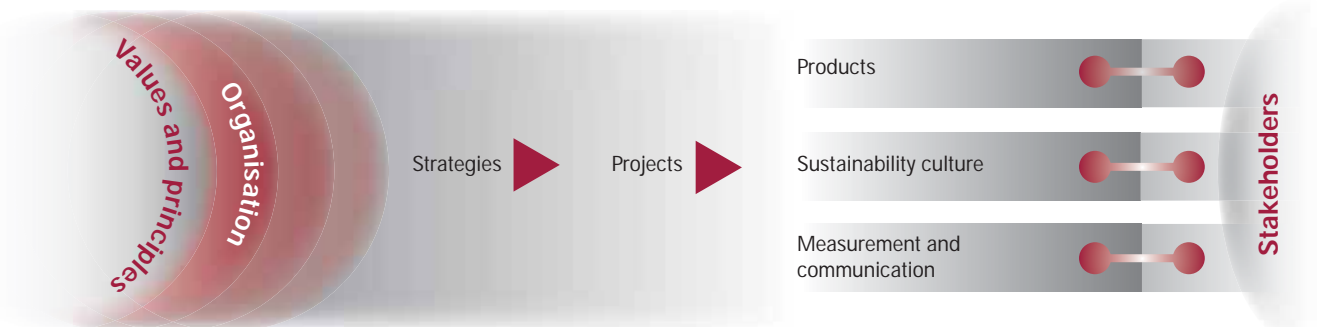 Values and principles
Organisation
Strategies
Projects
Products
Sustainability culture
Measurement and
communication
Stakeholders